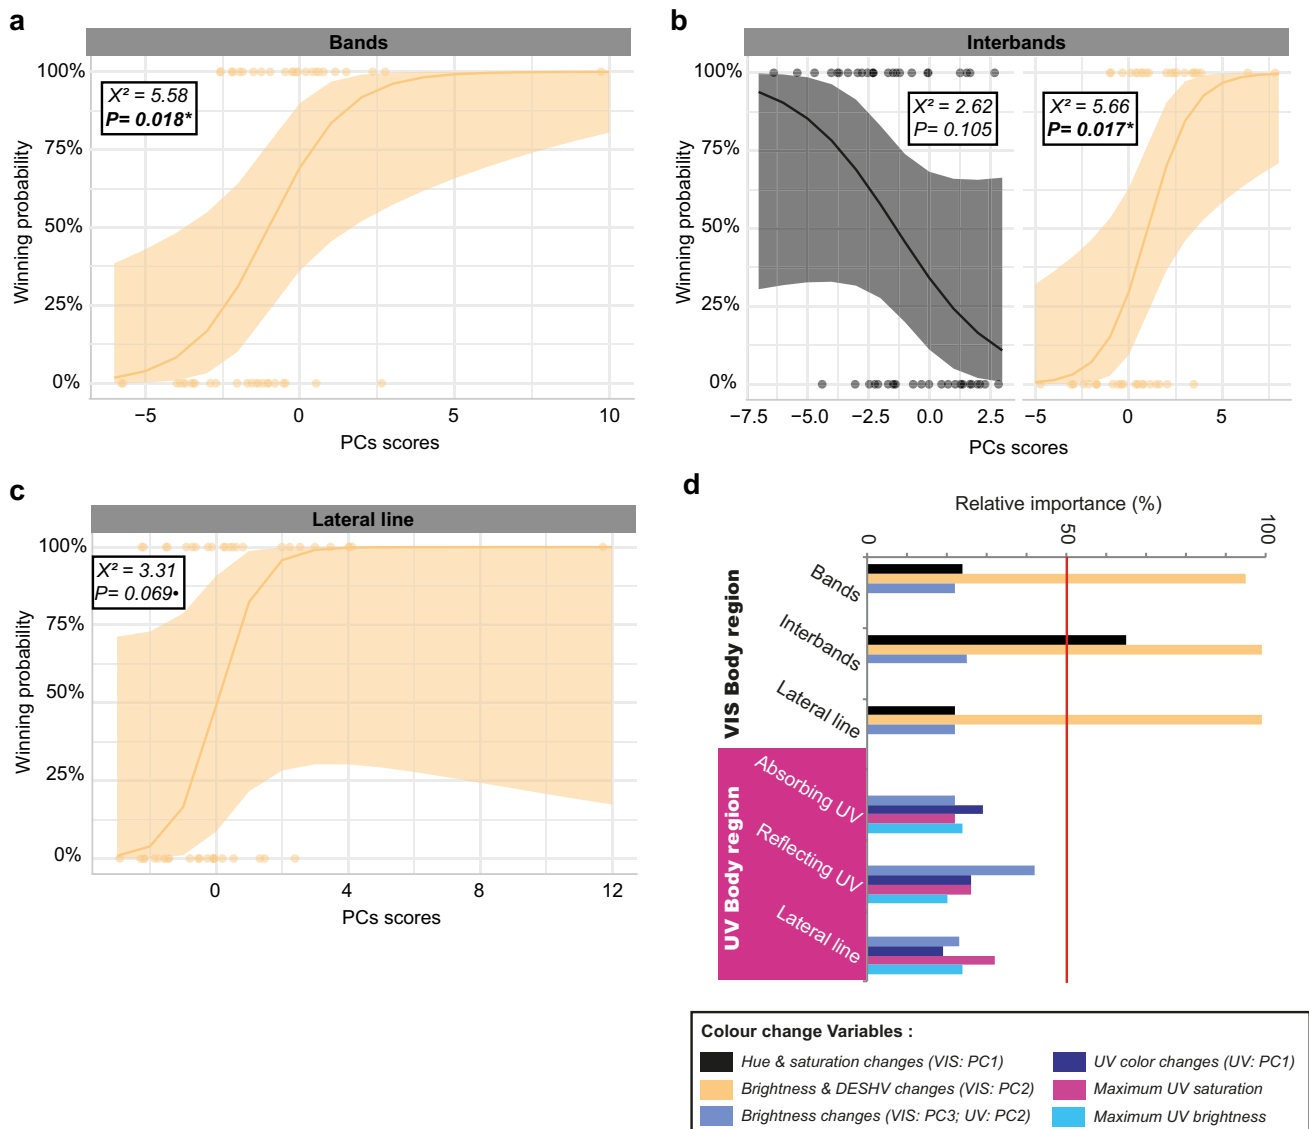 a
Bands
100%
75%
50%
25%
0%
Winning probability
X² = 5.58
P= 0.018*
−5
0
5
10
PCs scores
b
Interbands
100%
75%
50%
25%
0%
Winning probability
X² = 2.62
P= 0.105
X² = 5.66
P= 0.017*
−7.5
−5.0
−2.5
0.0
2.5
−5
0
5
PCs scores
c
Lateral line
100%
75%
50%
25%
0%
Winning probability
X² = 3.31
P= 0.069•
0
4
8
12
PCs scores
d
Relative importance (%)
0
50
100
VIS Body region
Bands
Interbands
Lateral line
UV Body region
Absorbing UV
Reflecting UV
Lateral line
Colour change Variables :
Hue & saturation changes (VIS: PC1)
Brightness & DESHV changes (VIS: PC2)
Brightness changes (VIS: PC3; UV: PC2)
UV color changes (UV: PC1)
Maximum UV saturation
Maximum UV brightness